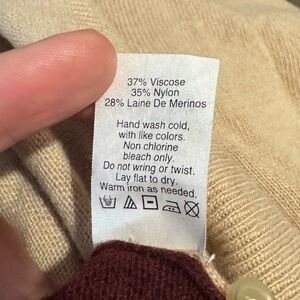 37% Viscose
35% Nylon
28% Laine De Merinos
Hand wash cold,
with like colors.
Non chlorine
bleach only.
Do not wring or twist.
Lay flat to dry.
Warm iron as needed.